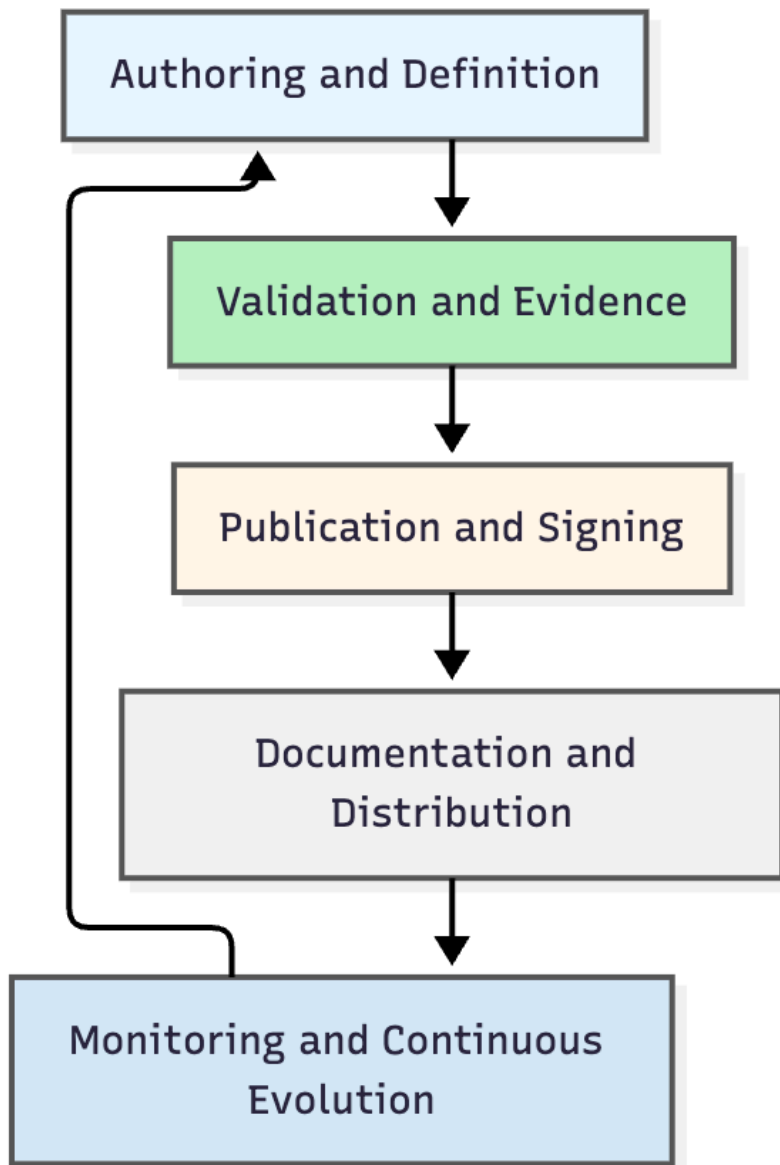 Authoring and Definition
Validation and Evidence
Publication and Signing
Documentation and
Distribution
Monitoring and Continuous
Evolution